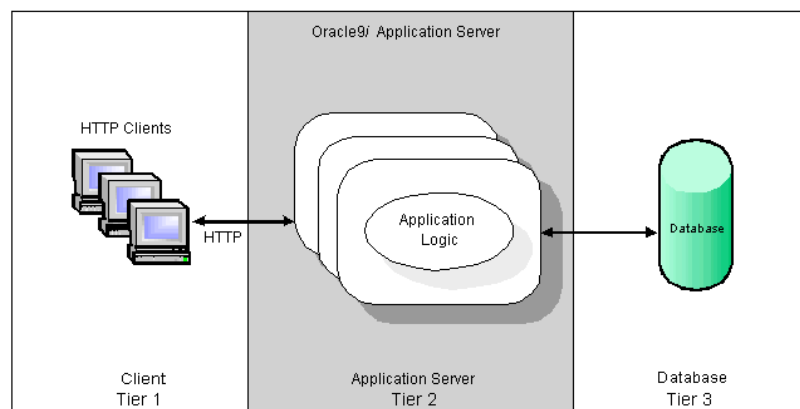 Oracle9i Application Server
HTTP Clients
HTTP
Application
Logic
Database
Client
Tier 1
Application Server
Tier 2
Database
Tier 3